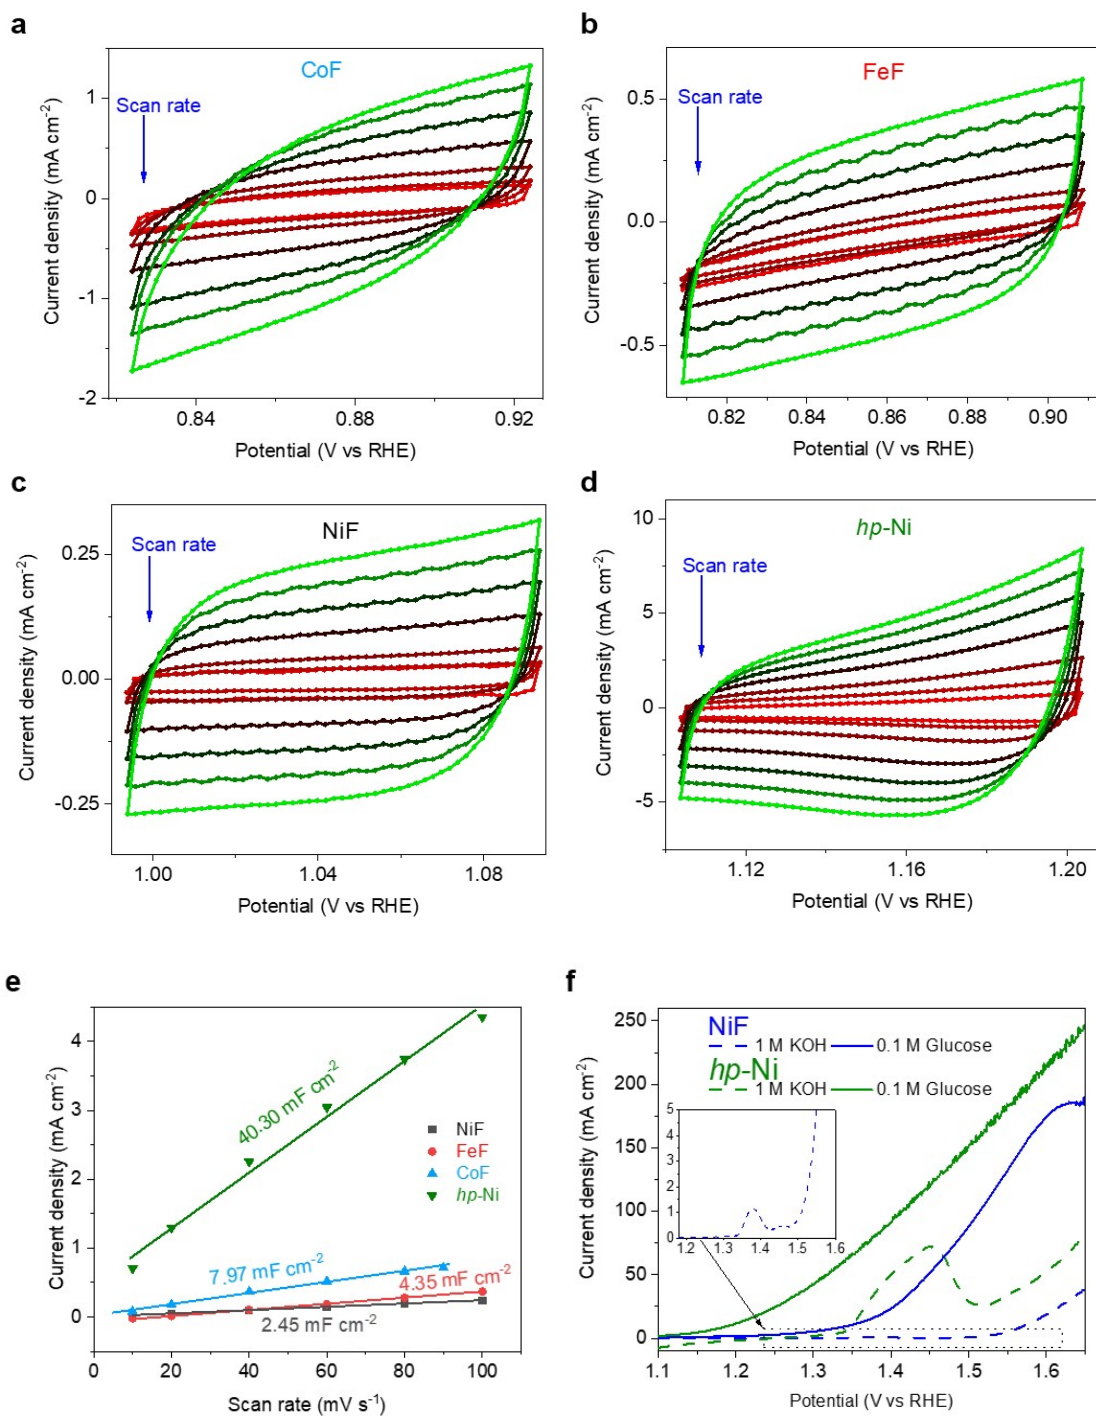 a
CoF
Scan rate
1
0
-1
-2
0.84
0.88
0.92
Current density (mA cm-2)
Potential (V vs RHE)
b
FeF
Scan rate
0.5
0.0
-0.5
0.82
0.84
0.86
0.88
0.90
Current density (mA cm-2)
Potential (V vs RHE)
c
NiF
Scan rate
0.25
0.00
-0.25
1.00
1.04
1.08
Current density (mA cm-2)
Potential (V vs RHE)
d
hp-Ni
Scan rate
10
5
0
-5
1.12
1.16
1.20
Current density (mA cm-2)
Potential (V vs RHE)
e
4
3
2
1
0
0
20
40
60
80
100
40.30 mF cm-2
NiF
FeF
CoF
hp-Ni
7.97 mF cm-2
4.35 mF cm-2
2.45 mF cm-2
Current density (mA cm-2)
Scan rate (mV s-1)
f
NiF
1 M KOH
0.1 M Glucose
hp-Ni
1 M KOH
0.1 M Glucose
5
4
3
2
1
0
1.2
1.3
1.4
1.5
1.6
250
200
150
100
50
0
1.1
1.2
1.3
1.4
1.5
1.6
Current density (mA cm-2)
Potential (V vs RHE)